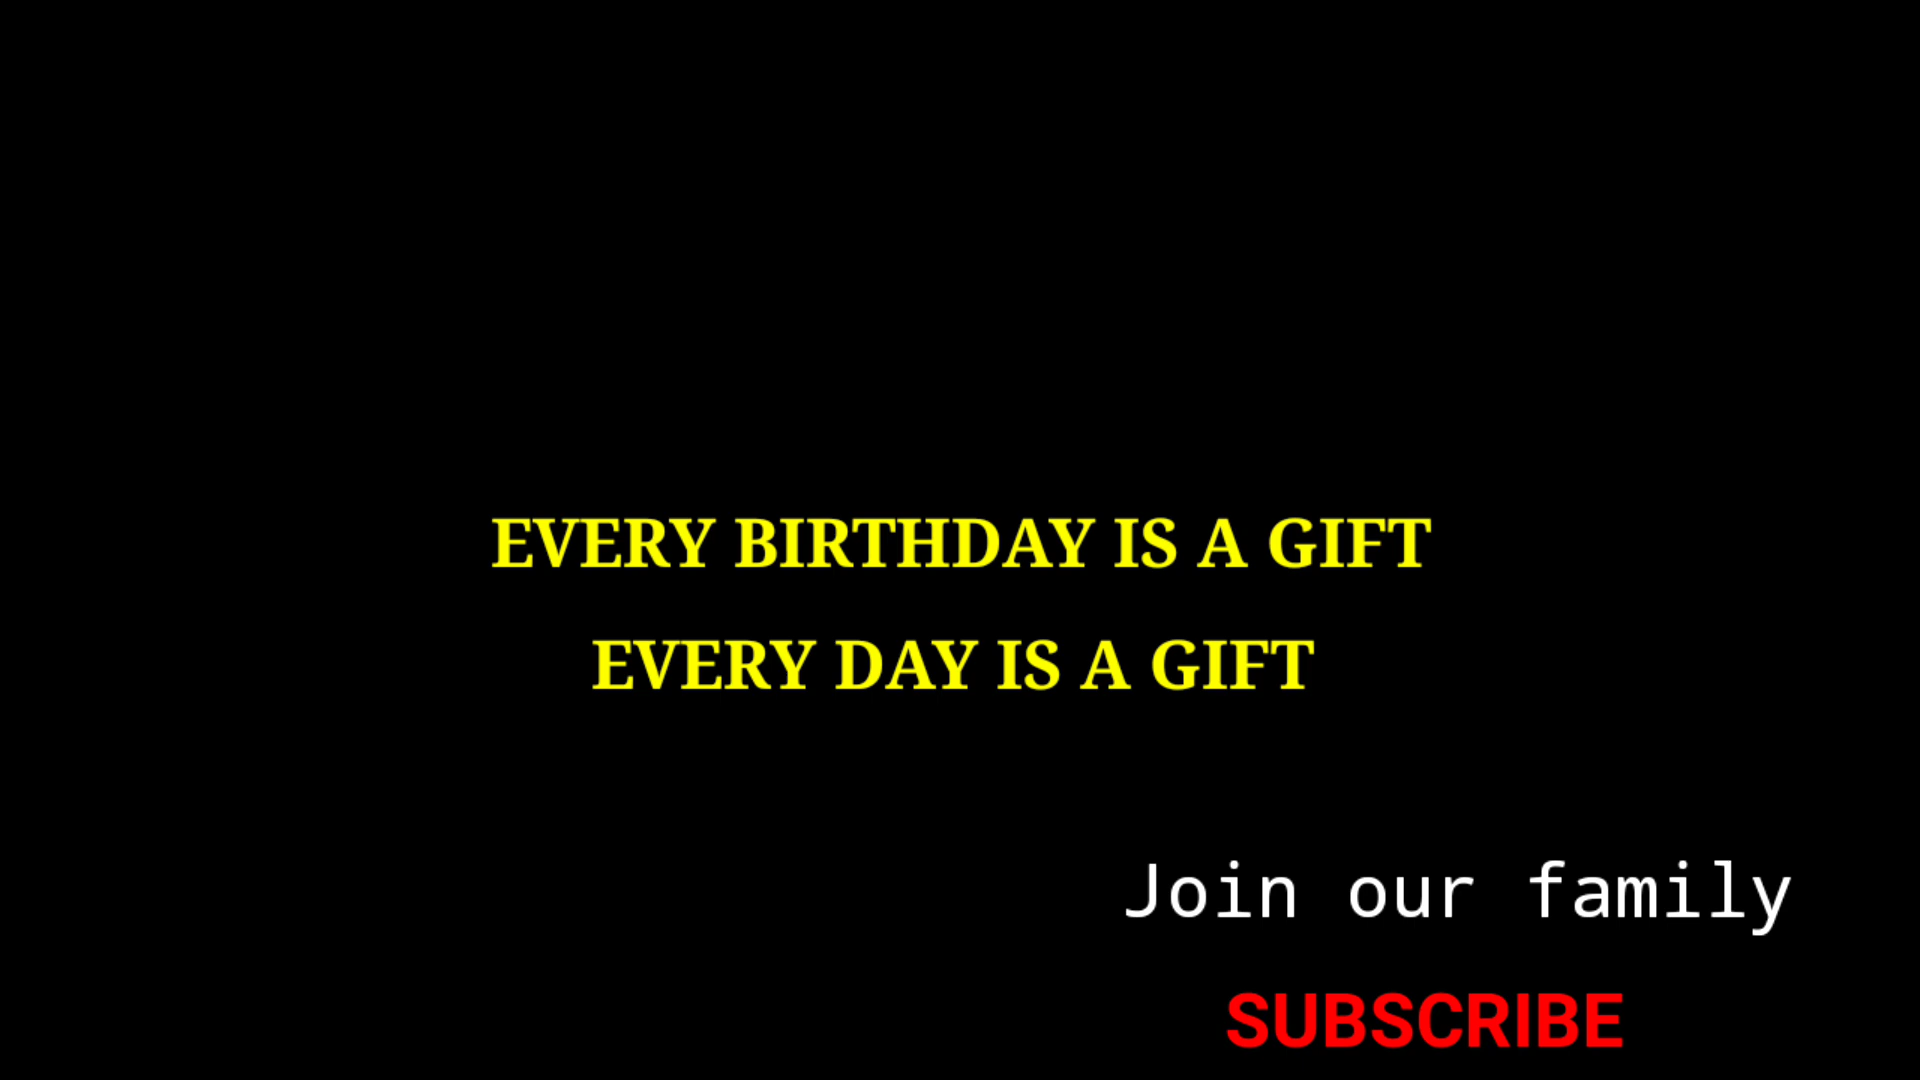 EVERY BIRTHDAY IS A GIFT
EVERY DAY IS A GIFT
Join our family
SUBSCRIBE